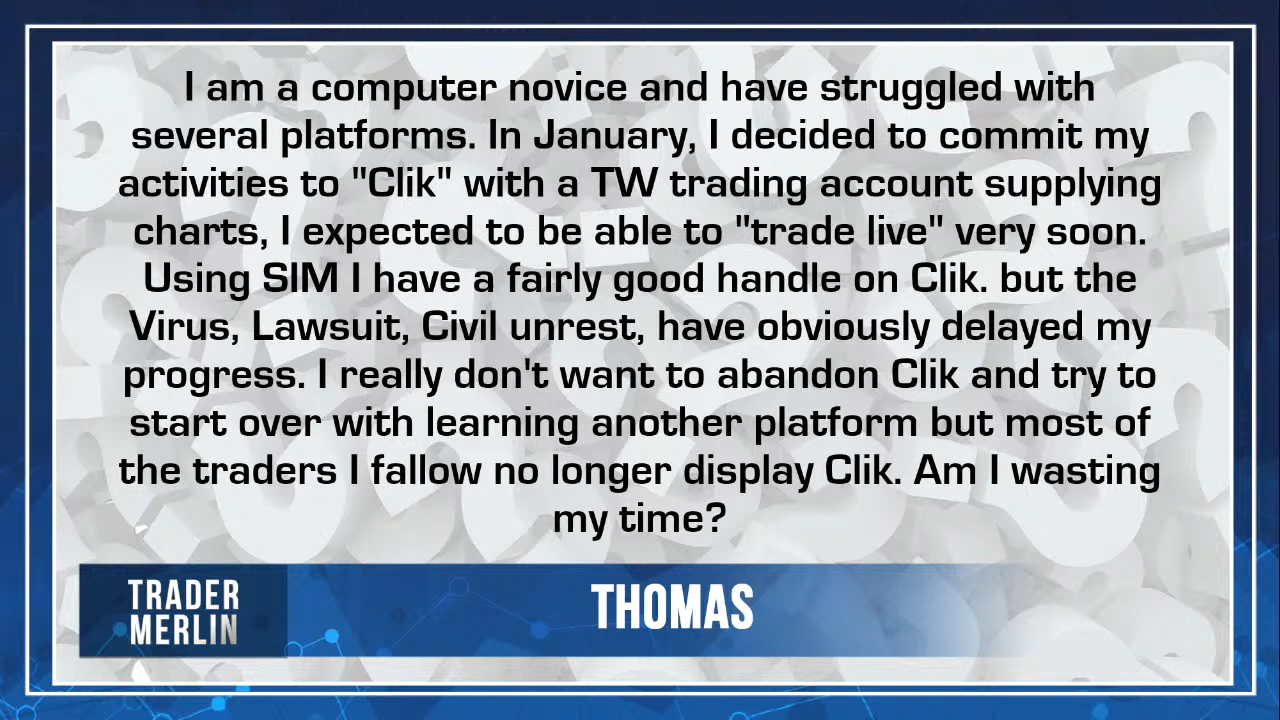 I am a computer novice and have struggled with
several platforms. In January, I decided to commit my
activities to "Clik" with a TW trading account supplying
charts, I expected to be able to "trade live" very soon.
Using SIM I have a fairly good handle on Clik. but the
Virus, Lawsuit, Civil unrest, have obviously delayed my
progress. I really don't want to abandon Clik and try to
start over with learning another platform but most of
the traders I fallow no longer display Clik. Am I wasting
my time?
TRADER
MERLIN
THOMAS